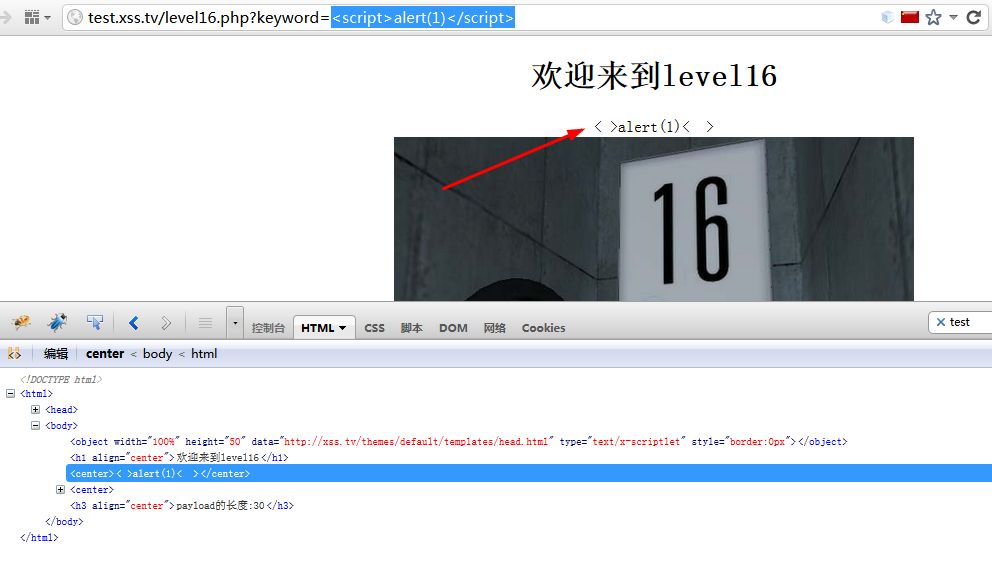 test.xss.tv/level16.php?keyword=<script>alert(1)</script>
欢迎来到level16
< >alert(1)<  >
16
控制台 HTML CSS 脚本 DOM 网络 Cookies test
编辑 center < body < html
<!DOCTYPE html>
<html>
<head>
<body>
<object width="100%" height="50" data="http://xss.tv/themes/default/templates/head.html" type="text/x-scriptlet" style="border:0px"></object>
<h1 align="center">欢迎来到level16</h1>
<center>< >alert(1)<  ></center>
<center>
<h3 align="center">payload的长度:30</h3>
</body>
</html>